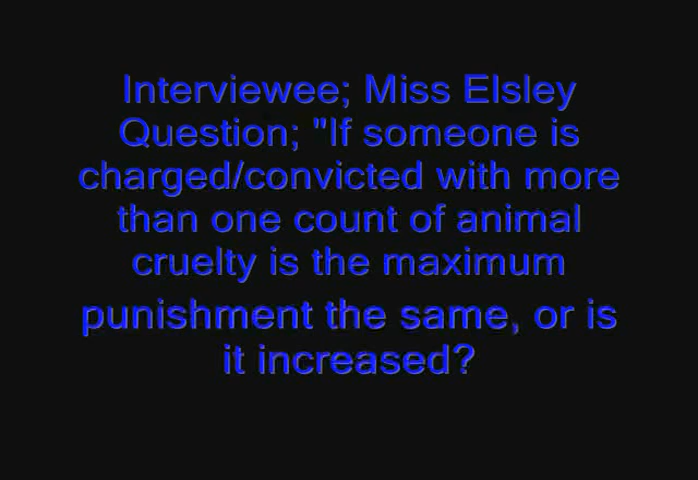 Interviewee; Miss Elsley
Question; "If someone is
charged/convicted with more
than one count of animal
cruelty is the maximum
punishment the same, or is
it increased?